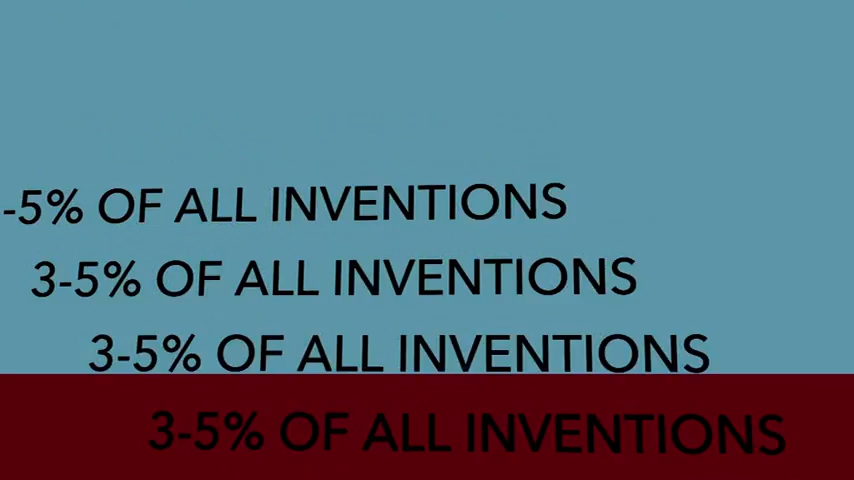 -5% OF ALL INVENTIONS
3-5% OF ALL INVENTIONS
3-5% OF ALL INVENTIONS
3-5% OF ALL INVENTIONS